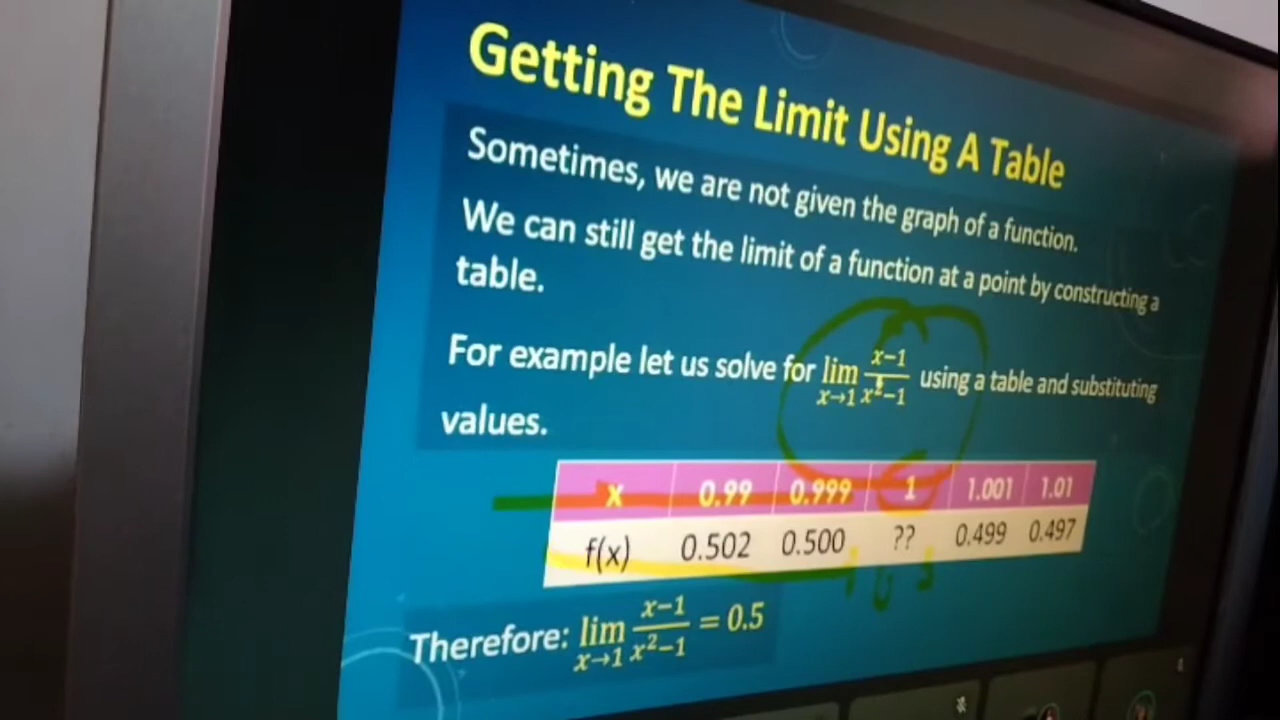 Getting The Limit Using A Table
Sometimes, we are not given the graph of a function.
We can still get the limit of a function at a point by constructing a
table.
For example let us solve for lim x→1 x−1/x²−1 using a table and substituting
values.
x 0.99 0.999 1 1.001 1.01
f(x) 0.502 0.500 ?? 0.499 0.497
Therefore: lim x→1 x−1/x²−1 = 0.5